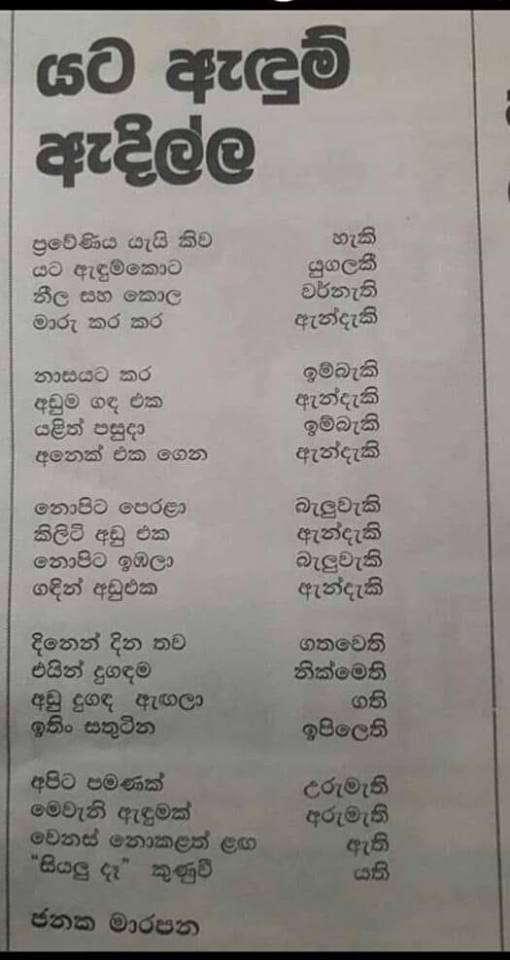 යට ඇඳුම්
ඇදිල්ල
ප්‍රවේණිය යැයි කිව හැකි
යට ඇඳුම්කොට යුගලකි
නීල සහ කොල වර්නැති
මාරු කර කර ඇන්දැකි
නාසයට කර ඉම්බැකි
අඩුම ගඳ එක ඇන්දැකි
යළිත් පසුදා ඉම්බැකි
අනෙක් එක ගෙන ඇන්දැකි
නොපිට පෙරළා බැලුවැකි
කිලිටි අඩු එක ඇන්දැකි
නොපිට ඉඹලා බැලුවැකි
ගඳින් අඩුඑක ඇන්දැකි
දිනෙන් දින තව ගතවෙති
එයින් දුගඳම නික්මෙති
අඩු දුගඳ ඇඟලා ගති
ඉතිං සතුටින ඉපිලෙති
අපිට පමණක් උරුමැති
මෙවැනි ඇඳුමක් අරුමැති
වෙනස් නොකළත් ළඟ ඇති
"සියලු දෑ" කුණුවී යති
ජනක මාරපන